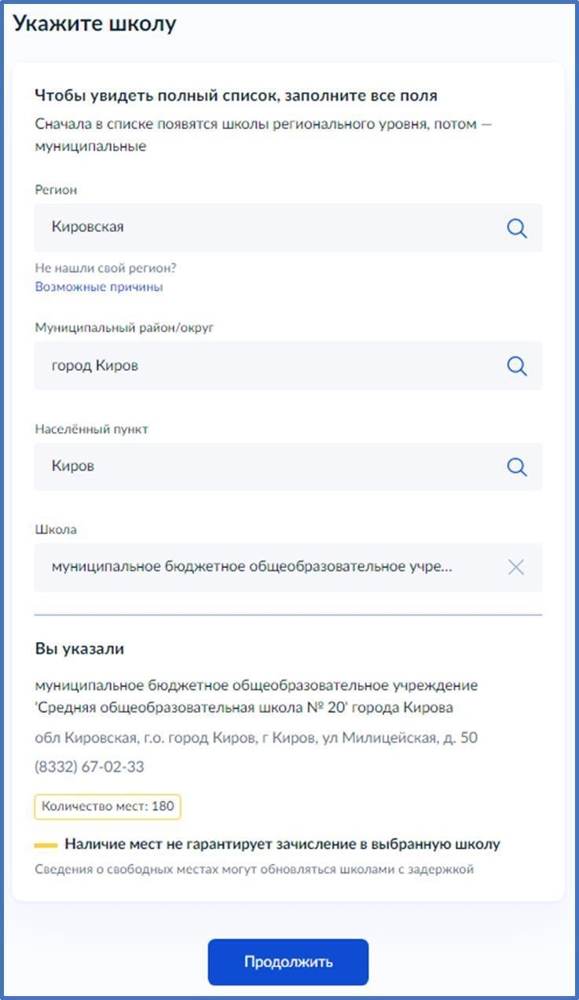 Укажите школу
Чтобы увидеть полный список, заполните все поля
Сначала в списке появятся школы регионального уровня, потом —
муниципальные
Регион
Кировская
Не нашли свой регион?
Возможные причины
Муниципальный район/округ
город Киров
Населённый пункт
Киров
Школа
муниципальное бюджетное общеобразовательное учре...
Вы указали
муниципальное бюджетное общеобразовательное учреждение
'Средняя общеобразовательная школа № 20' города Кирова
обл Кировская, г.о. город Киров, г Киров, ул Милицейская, д. 50
(8332) 67-02-33
Количество мест: 180
Наличие мест не гарантирует зачисление в выбранную школу
Сведения о свободных местах могут обновляться школами с задержкой
Продолжить